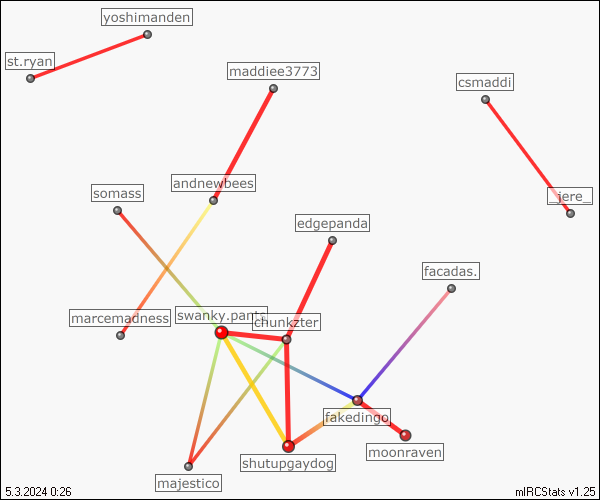 yoshimanden
st.ryan
maddiee3773
csmaddi
andnewbees
somass
_jere_
edgepanda
facadas.
swanky.pants
chunkzter
marcemadness
fakedingo
moonraven
shutupgaydog
majestico
5.3.2024 0:26
mIRCStats v1.25